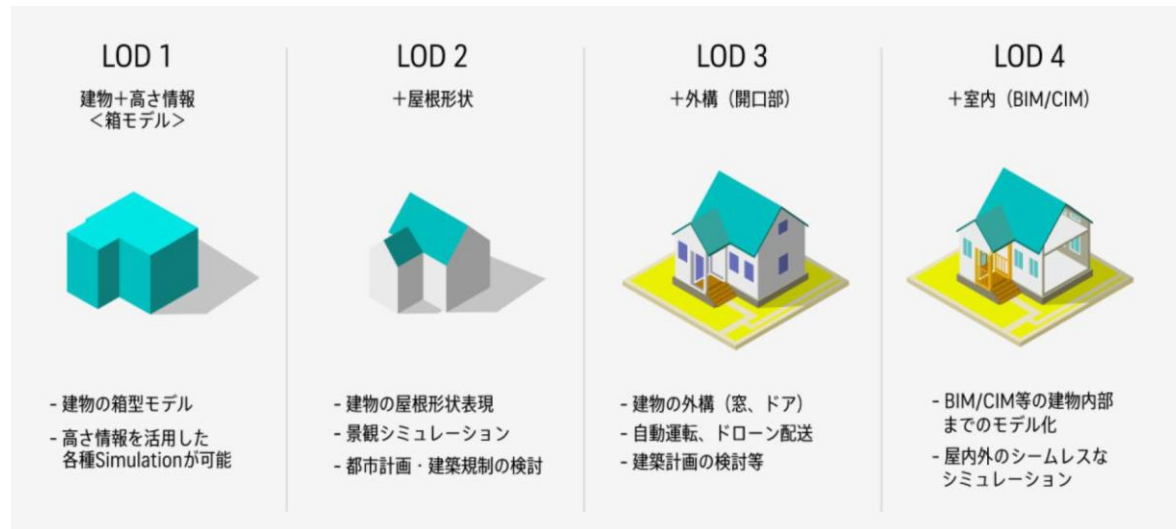 LOD 1
建物＋高さ情報
＜箱モデル＞
- 建物の箱型モデル
- 高さ情報を活用した
各種Simulationが可能
LOD 2
＋屋根形状
- 建物の屋根形状表現
- 景観シミュレーション
- 都市計画・建築規制の検討
LOD 3
＋外構（開口部）
- 建物の外構（窓、ドア）
- 自動運転、ドローン配送
- 建築計画の検討等
LOD 4
＋室内（BIM/CIM）
- BIM/CIM等の建物内部
までのモデル化
- 屋内外のシームレスな
シミュレーション